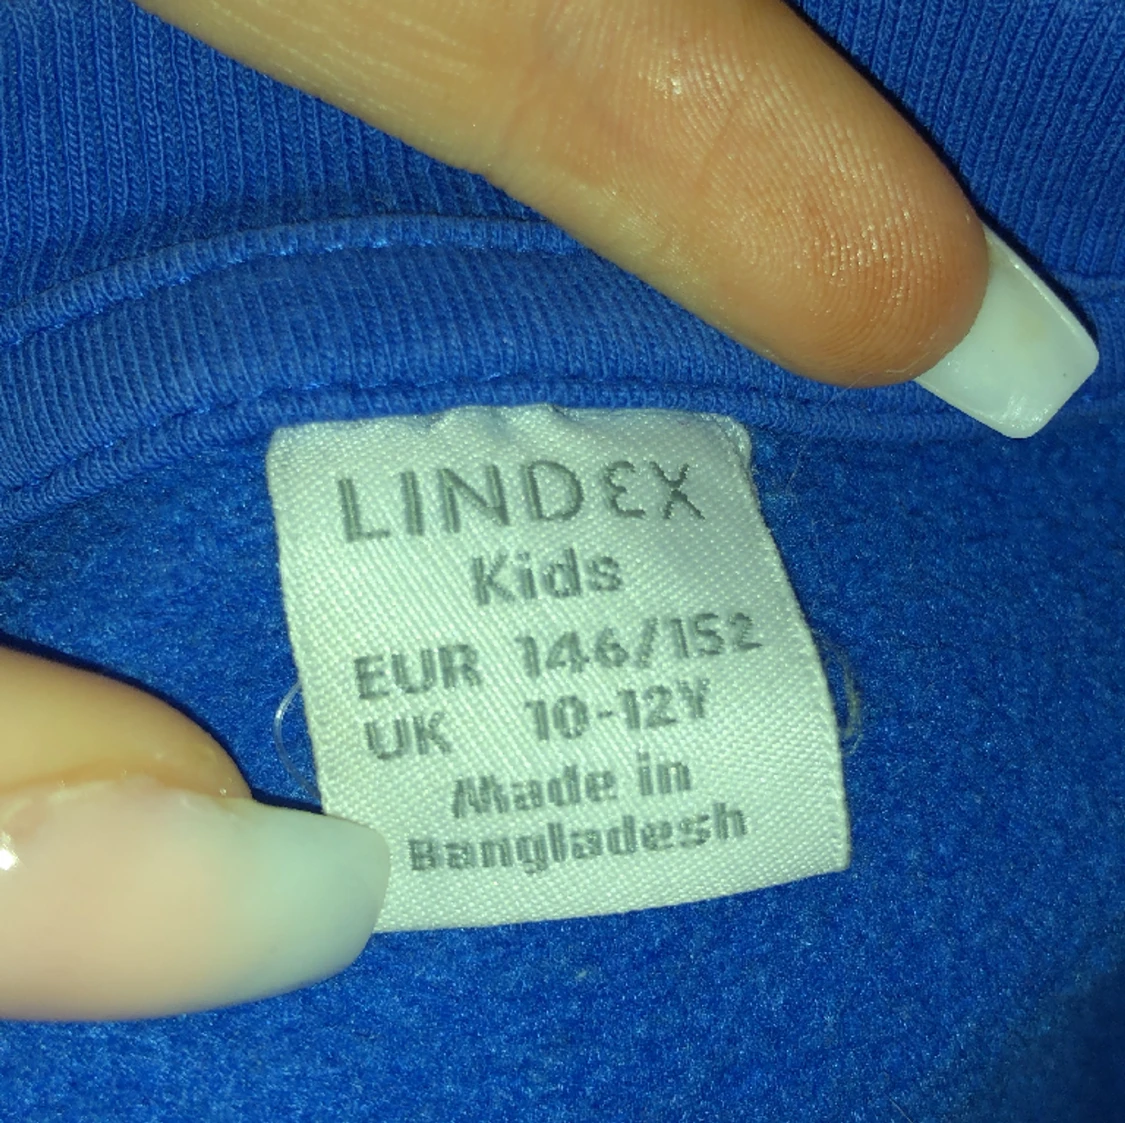 LINDEX
Kids
EUR 146/152
UK 10-12Y
Made in
Bangladesh